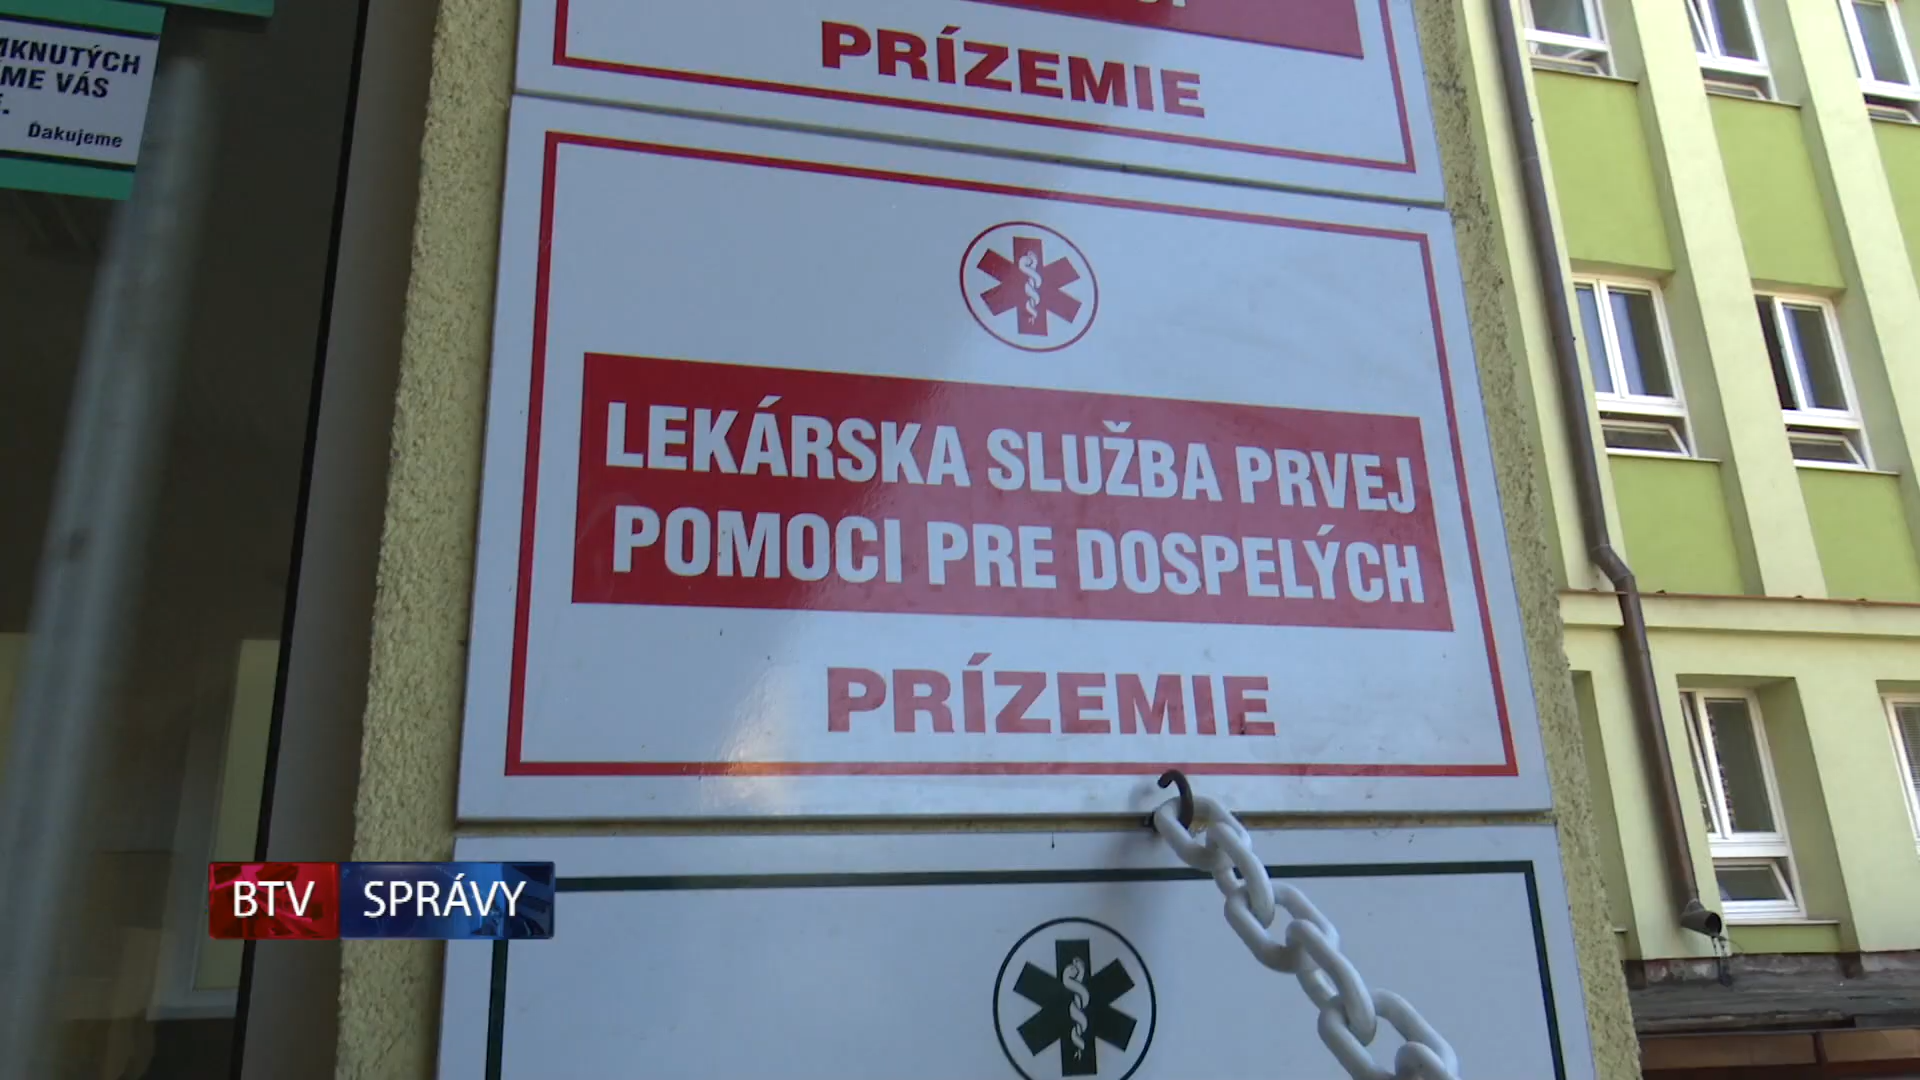 MKNUTÝCH
ME VÁS
Ďakujeme
PRÍZEMIE
LEKÁRSKA SLUŽBA PRVEJ
POMOCI PRE DOSPELÝCH
PRÍZEMIE
BTV SPRÁVY